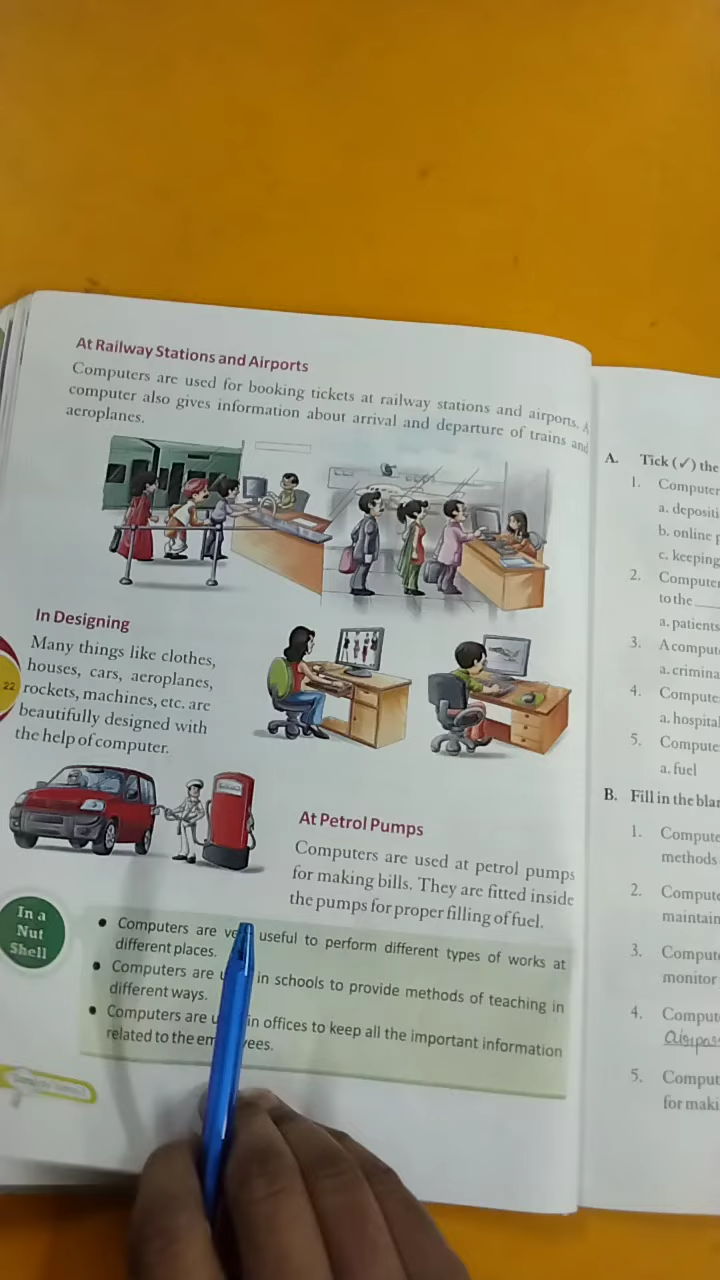 At Railway Stations and Airports
Computers are used for booking tickets at railway stations and airports. A
computer also gives information about arrival and departure of trains and
aeroplanes.
In Designing
Many things like clothes,
houses, cars, aeroplanes,
rockets, machines, etc. are
beautifully designed with
the help of computer.
22
At Petrol Pumps
Computers are used at petrol pumps
for making bills. They are fitted inside
the pumps for proper filling of fuel.
In a
Nut
Shell
• Computers are useful to perform different types of works at
different places.
• Computers are in schools to provide methods of teaching in
different ways.
• Computers are in offices to keep all the important information
related to the
A. Tick (✓) the
1. Computer
a. depositi
b. online
c. keeping
2. Compute
to the
a. patients
3. A comput
a. crimina
4. Compute
a. hospital
5. Compute
a. fuel
B. Fill in the bla
1. Compute
methods
2. Compute
maintain
3. Comput
monitor
4. Comput
5. Comput
for maki